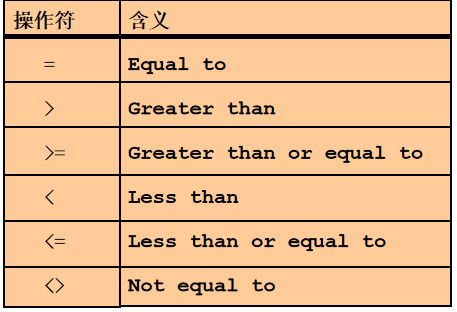 操作符 含义
= Equal to
> Greater than
>= Greater than or equal to
< Less than
<= Less than or equal to
<> Not equal to